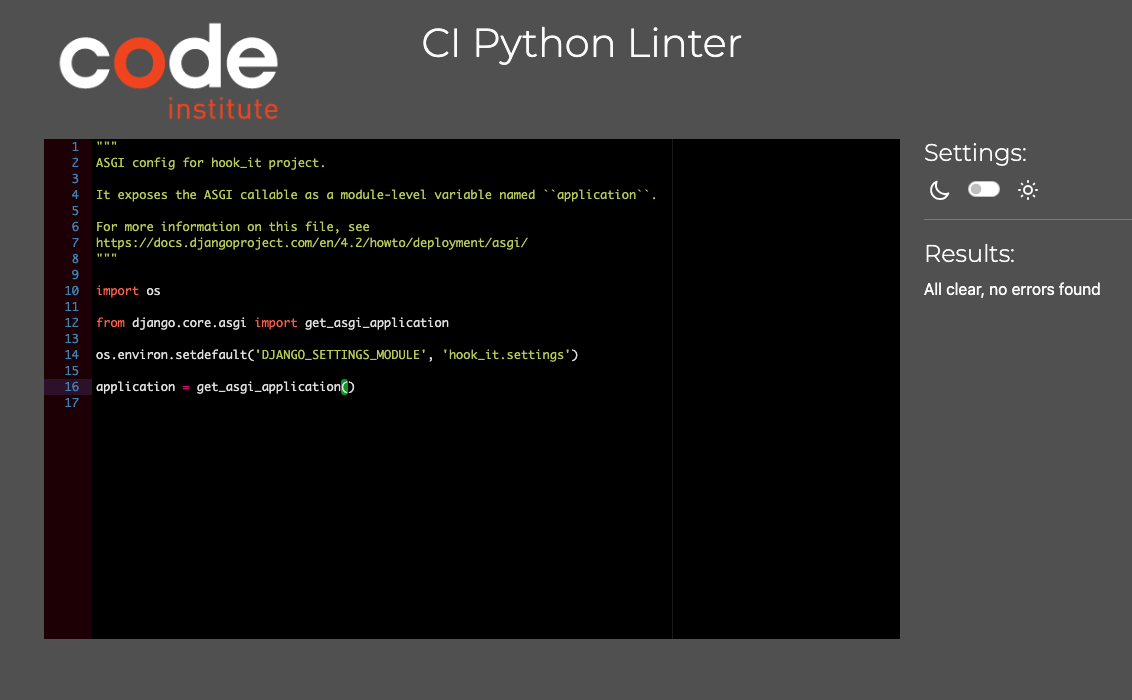 code
institute
CI Python Linter
1 """
2 ASGI config for hook_it project.
3
4 It exposes the ASGI callable as a module-level variable named ``application``.
5
6 For more information on this file, see
7 https://docs.djangoproject.com/en/4.2/howto/deployment/asgi/
8 """
9
10 import os
11
12 from django.core.asgi import get_asgi_application
13
14 os.environ.setdefault('DJANGO_SETTINGS_MODULE', 'hook_it.settings')
15
16 application = get_asgi_application()
17
Settings:
Results:
All clear, no errors found